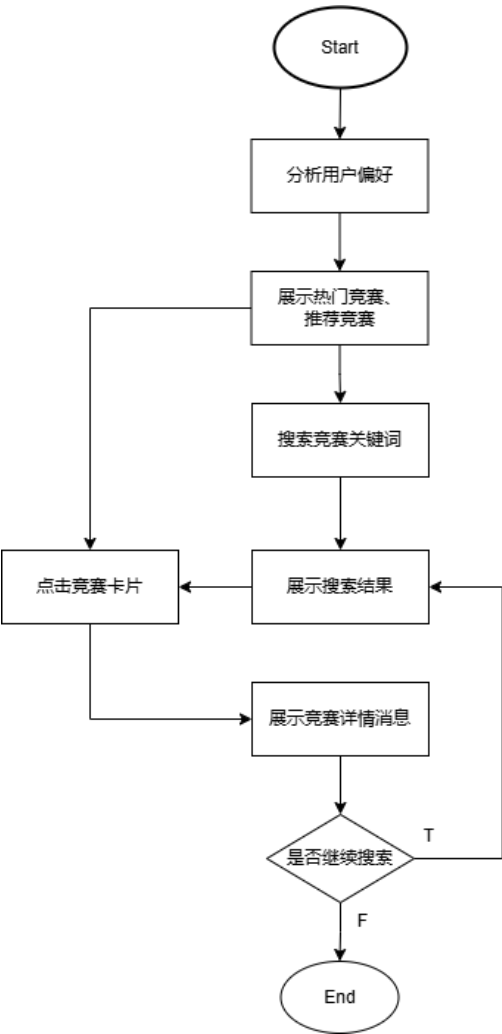 Start
分析用户偏好
展示热门竞赛、
推荐竞赛
搜索竞赛关键词
点击竞赛卡片
展示搜索结果
展示竞赛详情消息
是否继续搜索
T
F
End